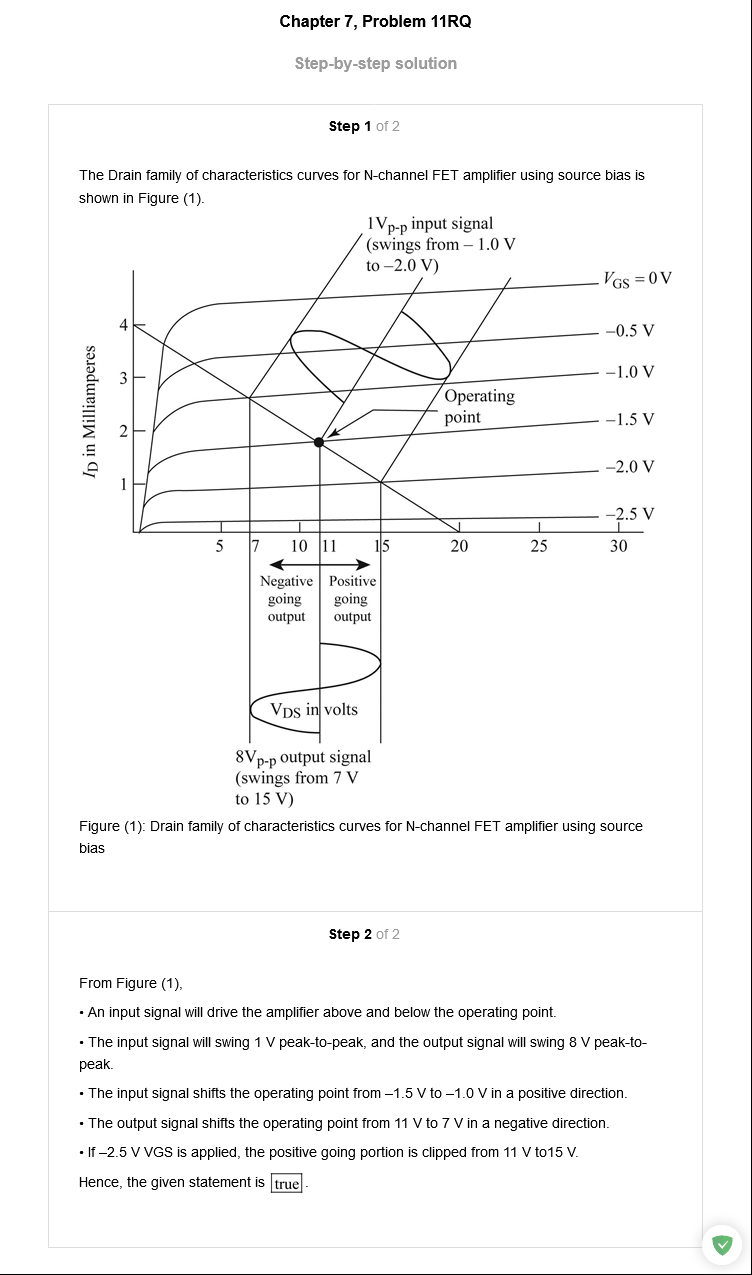 Chapter 7, Problem 11RQ
Step-by-step solution
Step 1 of 2
The Drain family of characteristics curves for N-channel FET amplifier using source bias is
shown in Figure (1).
1Vp-p input signal
(swings from – 1.0 V
to –2.0 V)
VGS = 0 V
–0.5 V
–1.0 V
–1.5 V
–2.0 V
–2.5 V
Operating
point
ID in Milliamperes
4
3
2
1
5 7 10 11 15 20 25 30
Negative
going
output
Positive
going
output
VDS in volts
8Vp-p output signal
(swings from 7 V
to 15 V)
Figure (1): Drain family of characteristics curves for N-channel FET amplifier using source
bias
Step 2 of 2
From Figure (1),
• An input signal will drive the amplifier above and below the operating point.
• The input signal will swing 1 V peak-to-peak, and the output signal will swing 8 V peak-to-
peak.
• The input signal shifts the operating point from –1.5 V to –1.0 V in a positive direction.
• The output signal shifts the operating point from 11 V to 7 V in a negative direction.
• If –2.5 V VGS is applied, the positive going portion is clipped from 11 V to15 V.
Hence, the given statement is true.